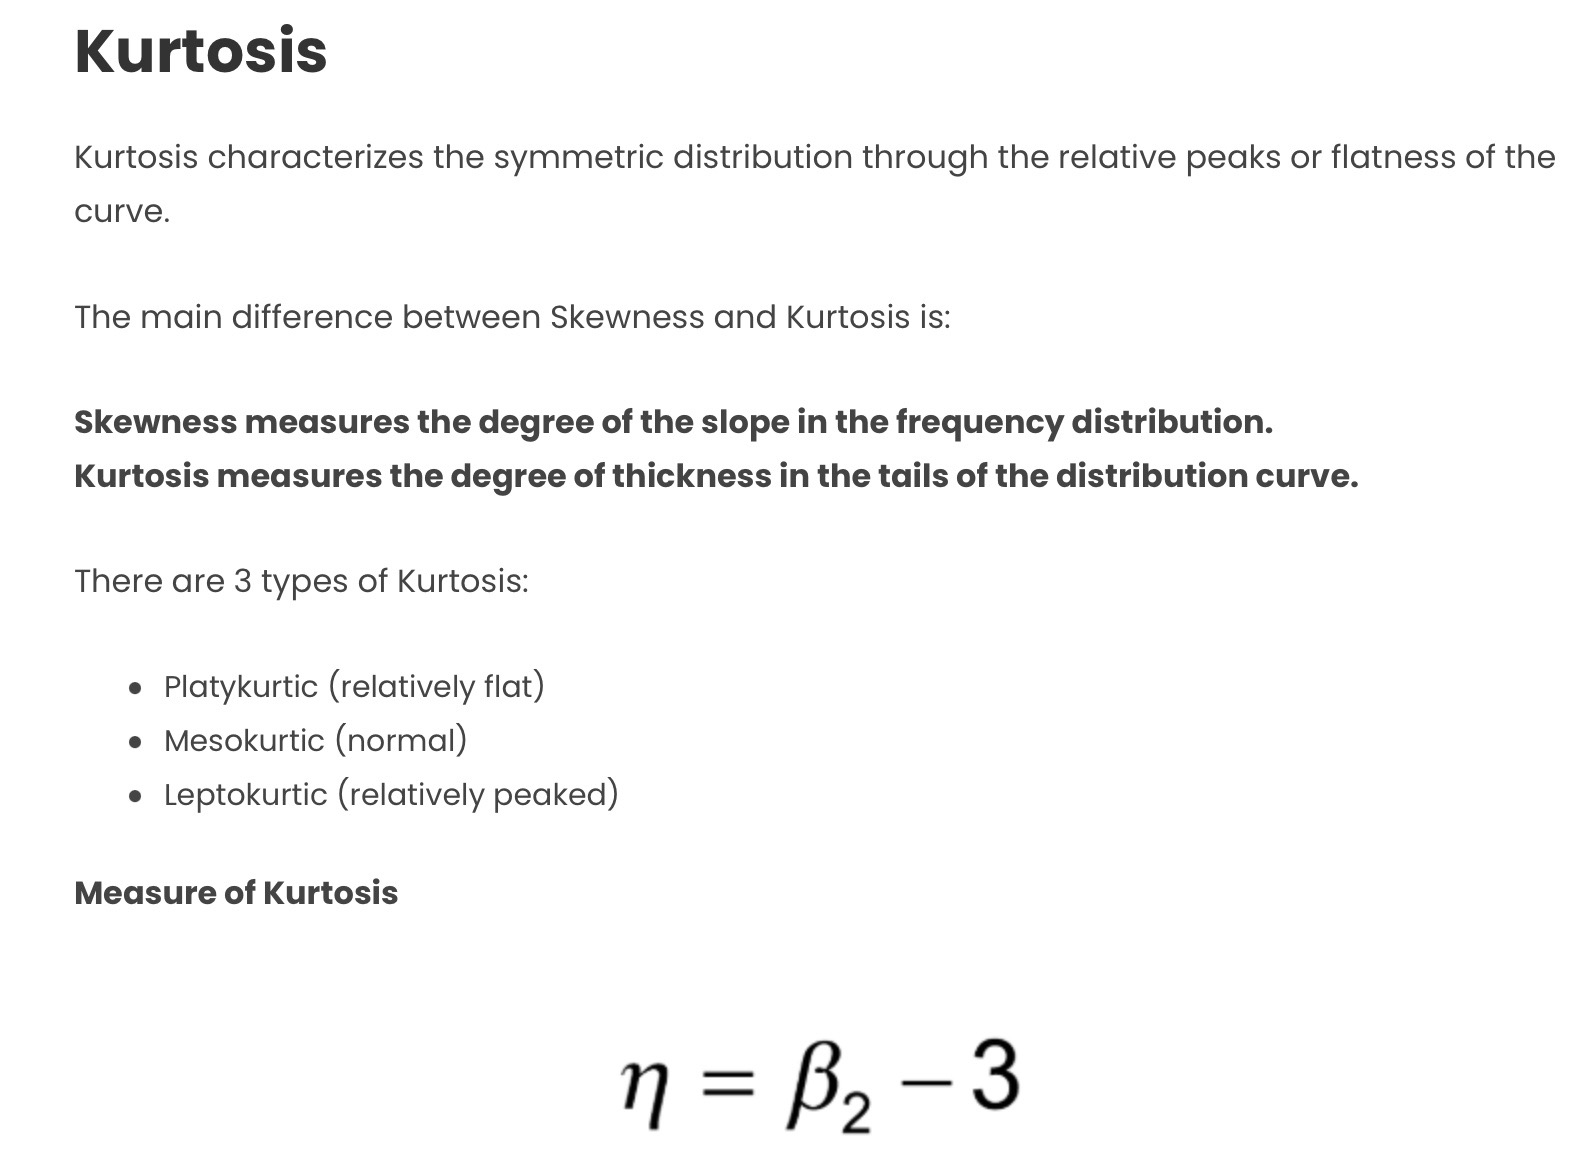 Kurtosis
Kurtosis characterizes the symmetric distribution through the relative peaks or flatness of the
curve.
The main difference between Skewness and Kurtosis is:
Skewness measures the degree of the slope in the frequency distribution.
Kurtosis measures the degree of thickness in the tails of the distribution curve.
There are 3 types of Kurtosis:
● Platykurtic (relatively flat)
● Mesokurtic (normal)
● Leptokurtic (relatively peaked)
Measure of Kurtosis
η = β₂ − 3